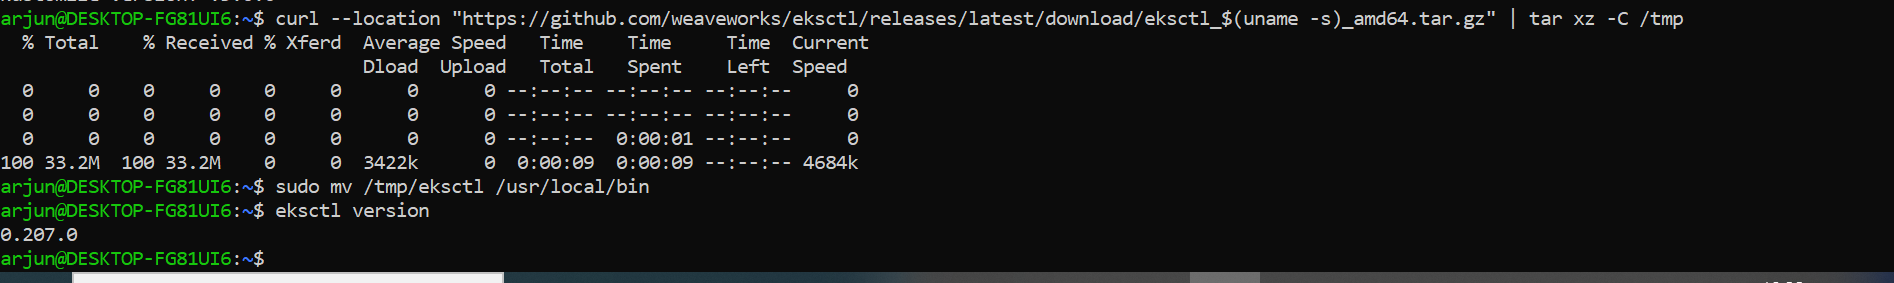 arjun@DESKTOP-FG81UI6:~$ curl --location "https://github.com/weaveworks/eksctl/releases/latest/download/eksctl_$(uname -s)_amd64.tar.gz" | tar xz -C /tmp
  % Total    % Received % Xferd  Average Speed   Time    Time     Time  Current
                                 Dload  Upload   Total   Spent    Left  Speed
  0     0    0     0    0     0      0      0 --:--:-- --:--:-- --:--:--     0
  0     0    0     0    0     0      0      0 --:--:-- --:--:-- --:--:--     0
  0     0    0     0    0     0      0      0 --:--:--  0:00:01 --:--:--     0
100 33.2M  100 33.2M    0     0  3422k      0  0:00:09  0:00:09 --:--:-- 4684k
arjun@DESKTOP-FG81UI6:~$ sudo mv /tmp/eksctl /usr/local/bin
arjun@DESKTOP-FG81UI6:~$ eksctl version
0.207.0
arjun@DESKTOP-FG81UI6:~$